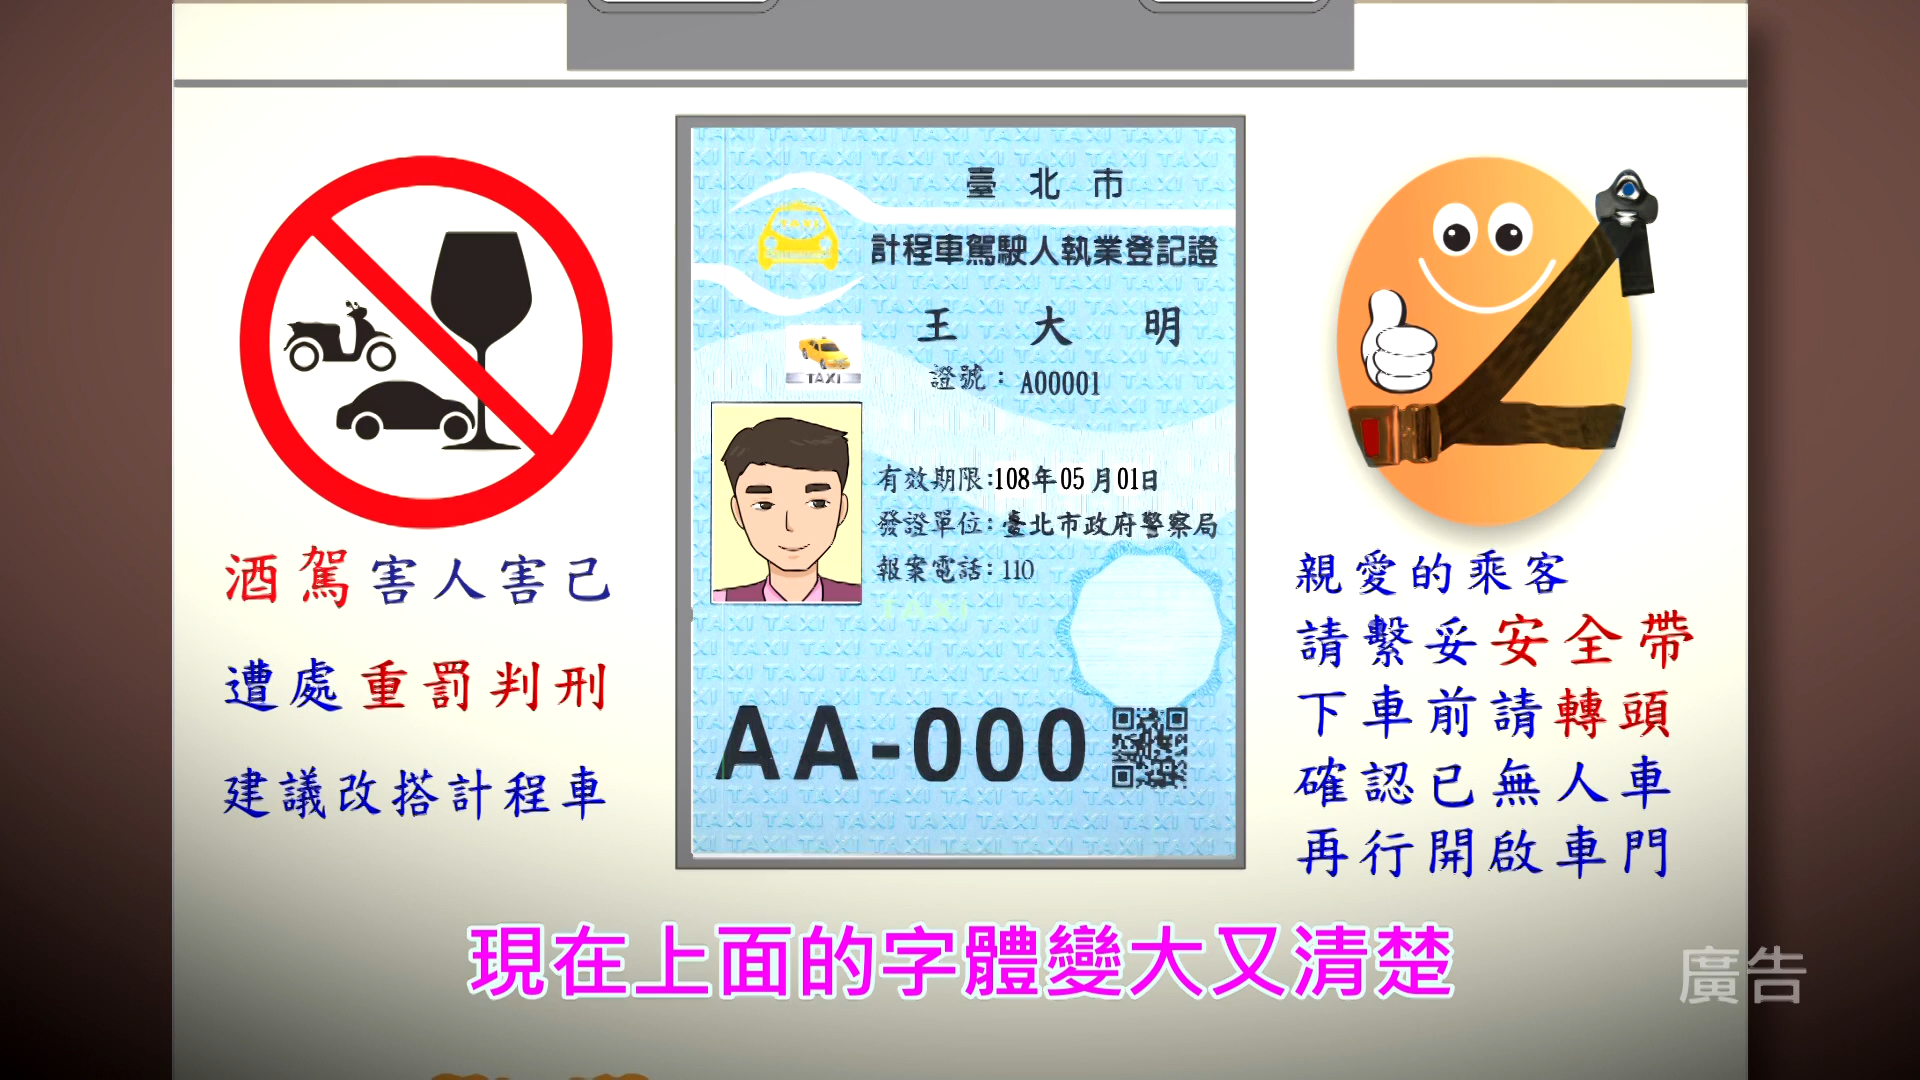 酒駕害人害己
遭處重罰判刑
建議改搭計程車
臺北市
計程車駕駛人執業登記證
王大明
TAXI
證號：A00001
有效期限:108年05月01日
發證單位:臺北市政府警察局
報案電話:110
TAXI
AA-000
親愛的乘客
請繫妥安全帶
下車前請轉頭
確認已無人車
再行開啟車門
現在上面的字體變大又清楚
廣告